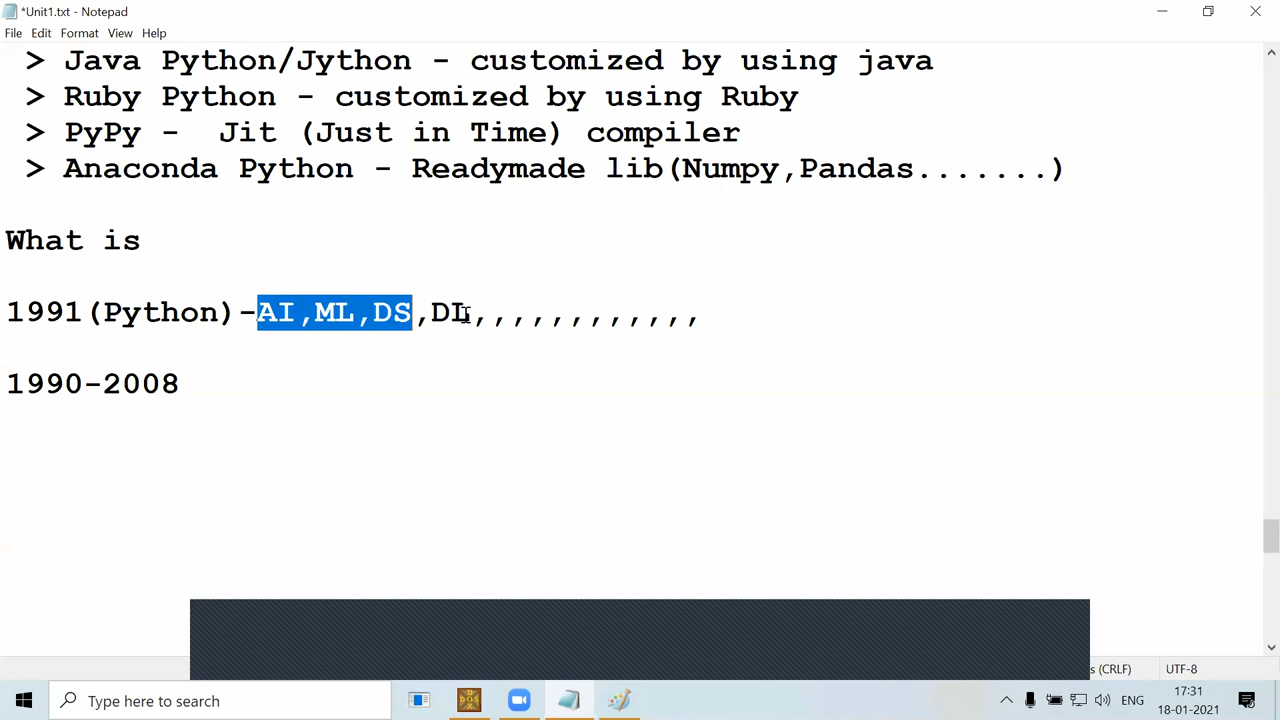 *Unit1.txt - Notepad
File Edit Format View Help
> Java Python/Jython - customized by using java
> Ruby Python - customized by using Ruby
> PyPy -  Jit (Just in Time) compiler
> Anaconda Python - Readymade lib(Numpy,Pandas.......)
What is
1991(Python)-AI,ML,DS,DL,,,,,,,,,,,,
1990-2008
(CRLF) UTF-8
Type here to search
ENG
17:31
18-01-2021